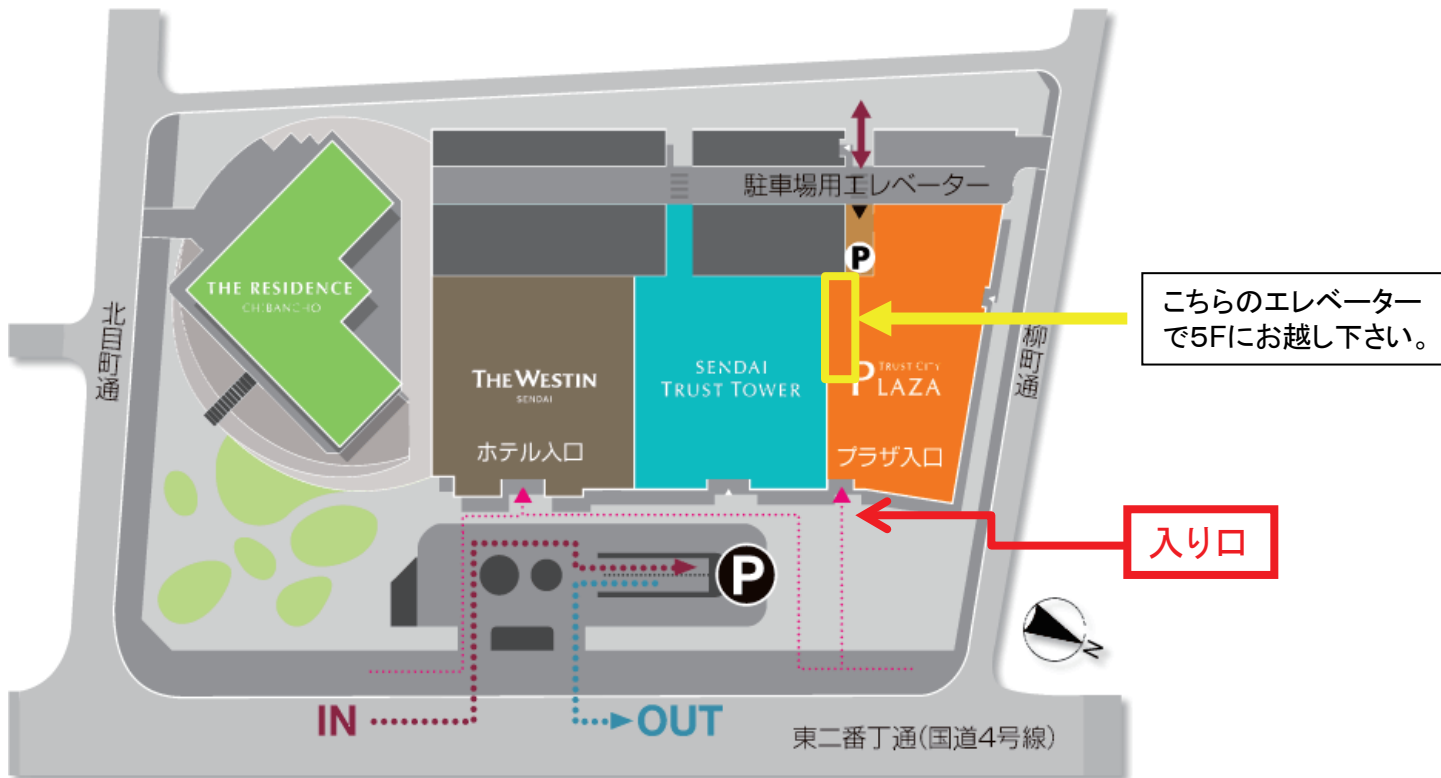 駐車場用エレベーター
P
THE RESIDENCE
CHIBANCHO
北目町通
こちらのエレベーター
で5Fにお越し下さい。
柳町通
THE WESTIN
SENDAI
SENDAI
TRUST TOWER
TRUST CITY
PLAZA
ホテル入口
プラザ入口
入り口
P
N
IN
OUT
東二番丁通(国道4号線)